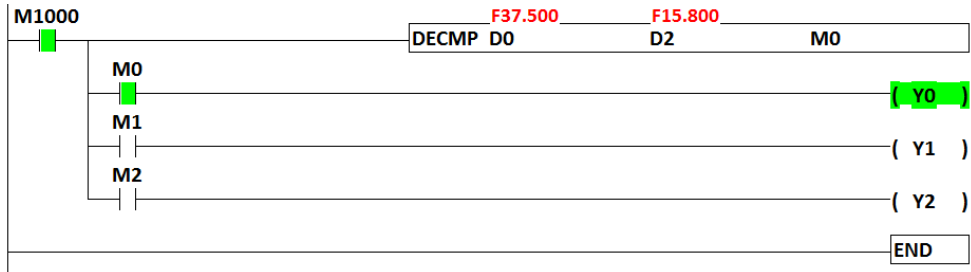 M1000
F37.500 F15.800
DECMP D0 D2 M0
M0
( Y0 )
M1
( Y1 )
M2
( Y2 )
END